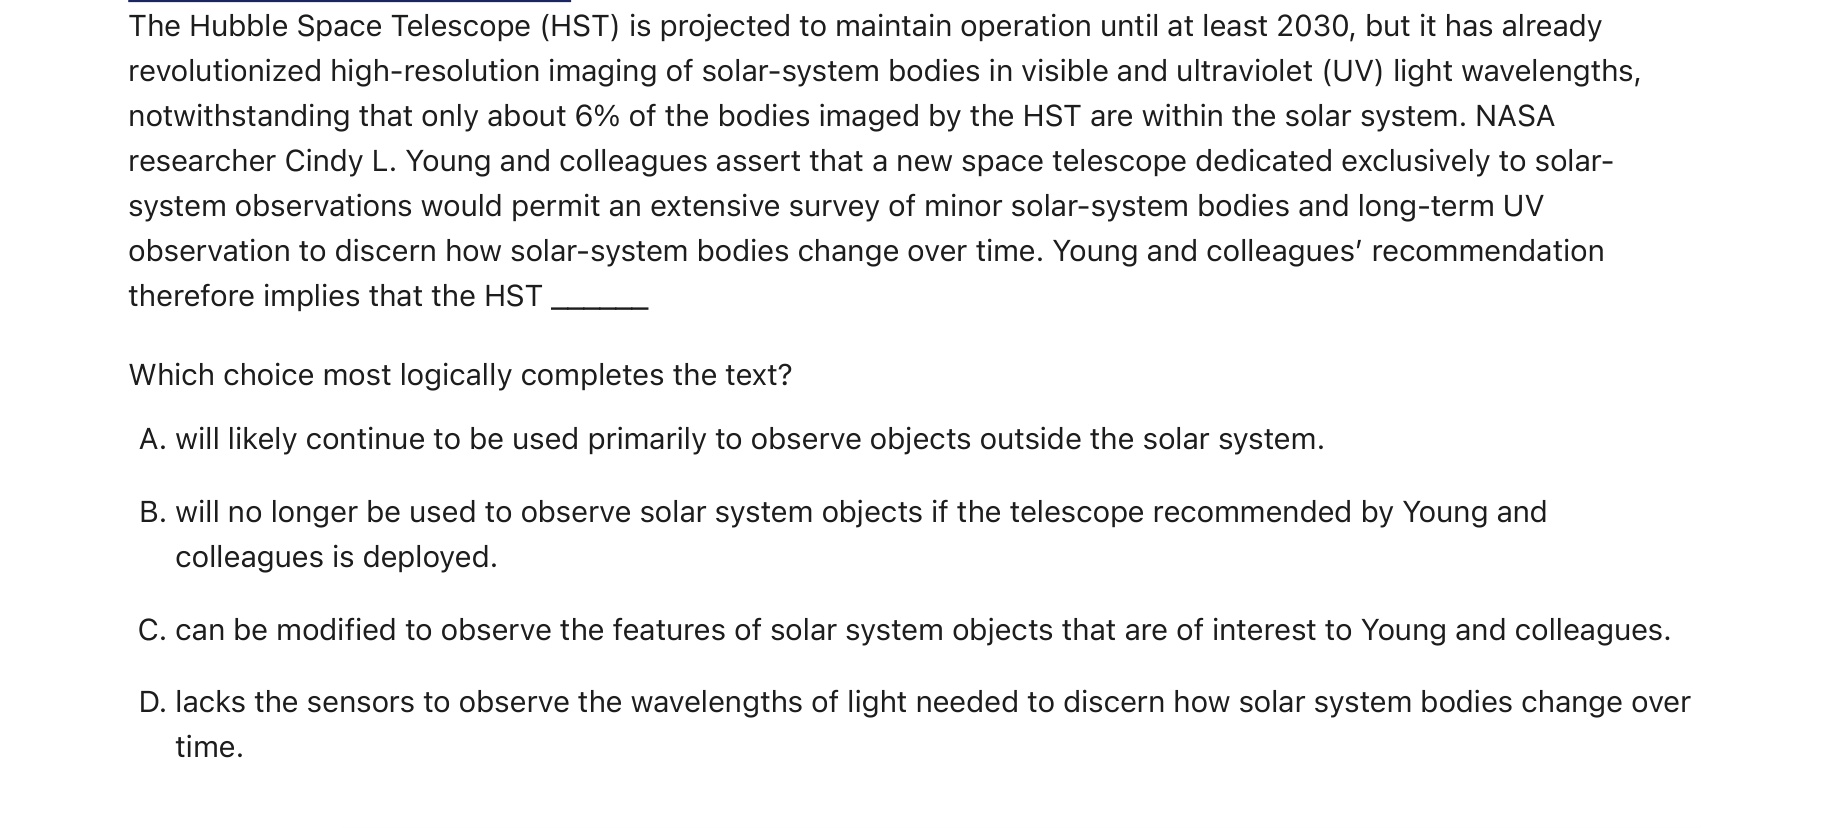 The Hubble Space Telescope (HST) is projected to maintain operation until at least 2030, but it has already
revolutionized high-resolution imaging of solar-system bodies in visible and ultraviolet (UV) light wavelengths,
notwithstanding that only about 6% of the bodies imaged by the HST are within the solar system. NASA
researcher Cindy L. Young and colleagues assert that a new space telescope dedicated exclusively to solar-
system observations would permit an extensive survey of minor solar-system bodies and long-term UV
observation to discern how solar-system bodies change over time. Young and colleagues’ recommendation
therefore implies that the HST ______
Which choice most logically completes the text?
A. will likely continue to be used primarily to observe objects outside the solar system.
B. will no longer be used to observe solar system objects if the telescope recommended by Young and
colleagues is deployed.
C. can be modified to observe the features of solar system objects that are of interest to Young and colleagues.
D. lacks the sensors to observe the wavelengths of light needed to discern how solar system bodies change over
time.